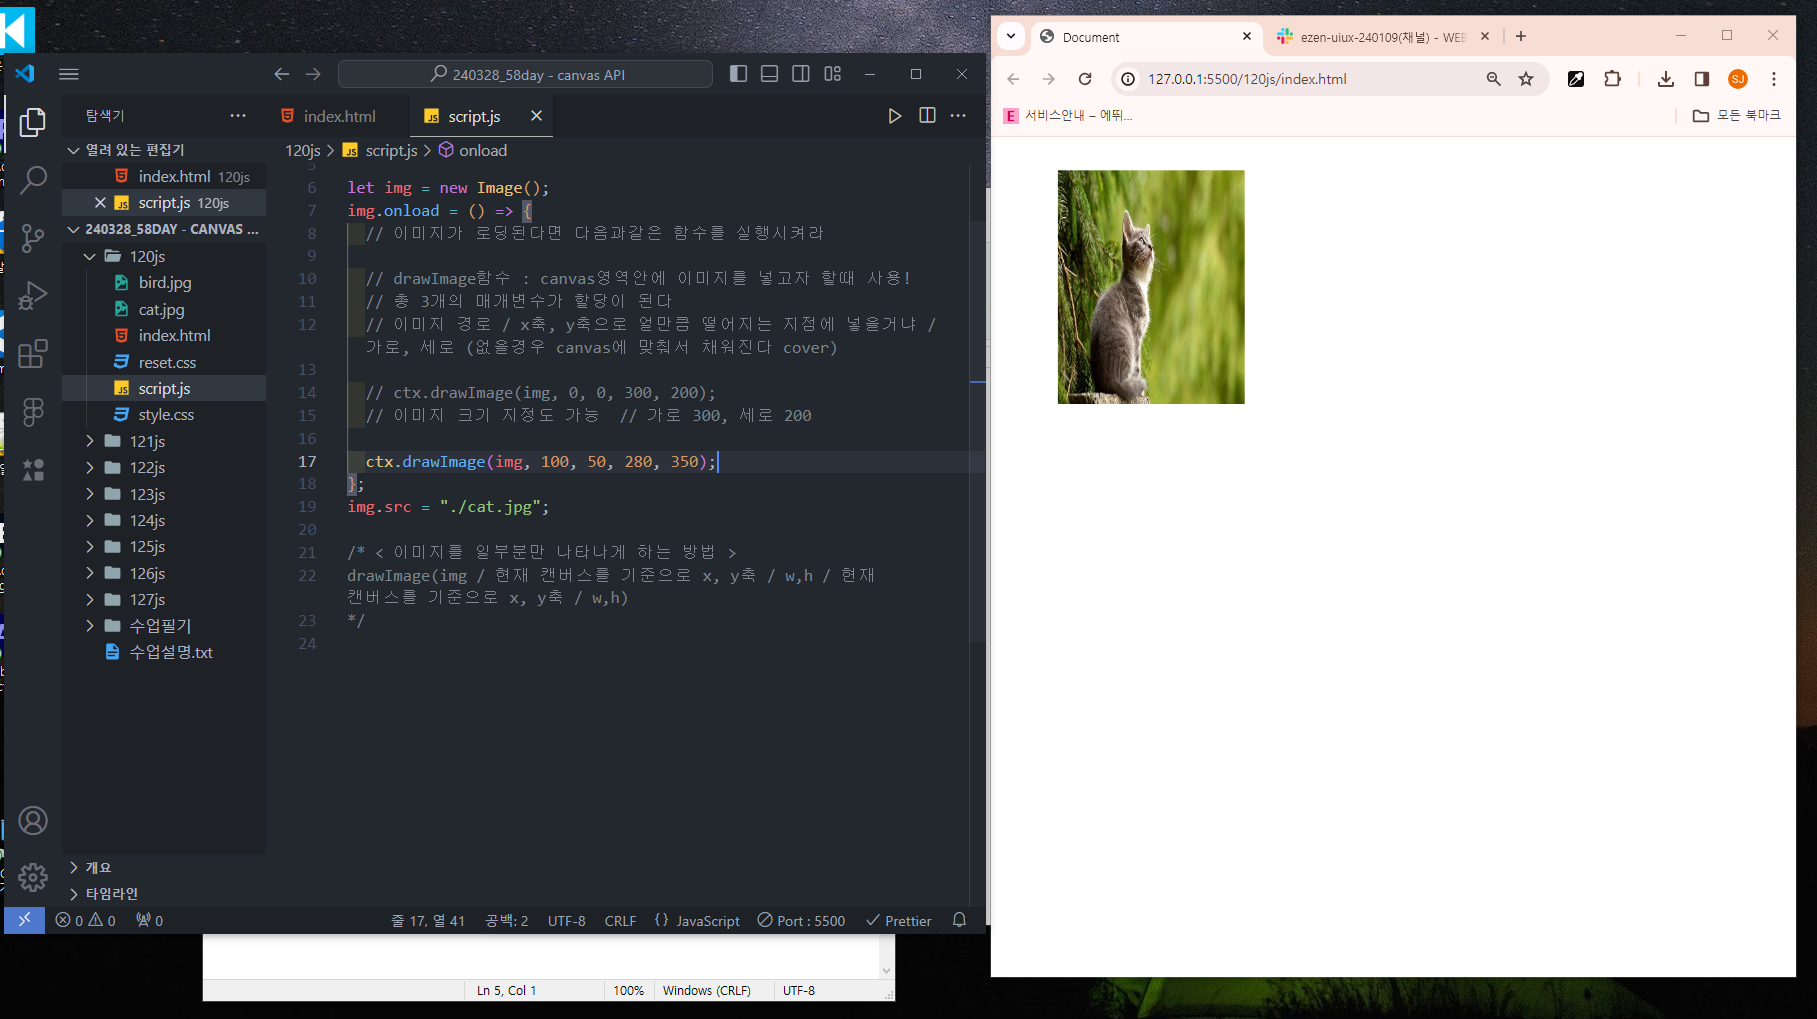 240328_58day - canvas API
탐색기
열려 있는 편집기
index.html 120js
script.js 120js
240328_58DAY - CANVAS ...
120js
bird.jpg
cat.jpg
index.html
reset.css
script.js
style.css
121js
122js
123js
124js
125js
126js
127js
수업필기
수업설명.txt
개요
타임라인
index.html
script.js
120js > script.js > onload
5
6 let img = new Image();
7 img.onload = () => {
8 // 이미지가 로딩된다면 다음과같은 함수를 실행시켜라
9
10 // drawImage함수 : canvas영역안에 이미지를 넣고자 할때 사용!
11 // 총 3개의 매개변수가 할당이 된다
12 // 이미지 경로 / x축, y축으로 얼만큼 떨어지는 지점에 넣을거냐 /
가로, 세로 (없을경우 canvas에 맞춰서 채워진다 cover)
13
14 // ctx.drawImage(img, 0, 0, 300, 200);
15 // 이미지 크기 지정도 가능 // 가로 300, 세로 200
16
17 ctx.drawImage(img, 100, 50, 280, 350);
18 };
19 img.src = "./cat.jpg";
20
21 /* < 이미지를 일부분만 나타나게 하는 방법 >
22 drawImage(img / 현재 캔버스를 기준으로 x, y축 / w,h / 현재
캔버스를 기준으로 x, y축 / w,h)
23 */
24
0 0 0 줄 17, 열 41 공백: 2 UTF-8 CRLF {} JavaScript Port : 5500 Prettier
Ln 5, Col 1 100% Windows (CRLF) UTF-8
Document
ezen-uiux-240109(채널) - WEB
127.0.0.1:5500/120js/index.html
SJ
E 서비스안내 – 에뛰...
모든 북마크